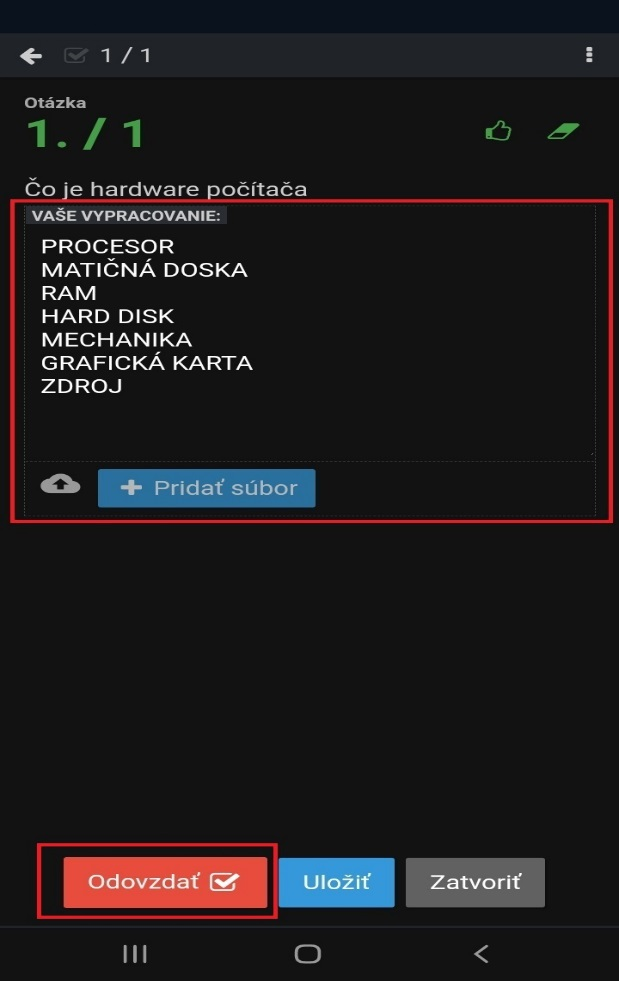 1 / 1
Otázka
1. / 1
Čo je hardware počítača
VAŠE VYPRACOVANIE:
PROCESOR
MATIČNÁ DOSKA
RAM
HARD DISK
MECHANIKA
GRAFICKÁ KARTA
ZDROJ
Pridať súbor
Odovzdať Uložiť Zatvoriť